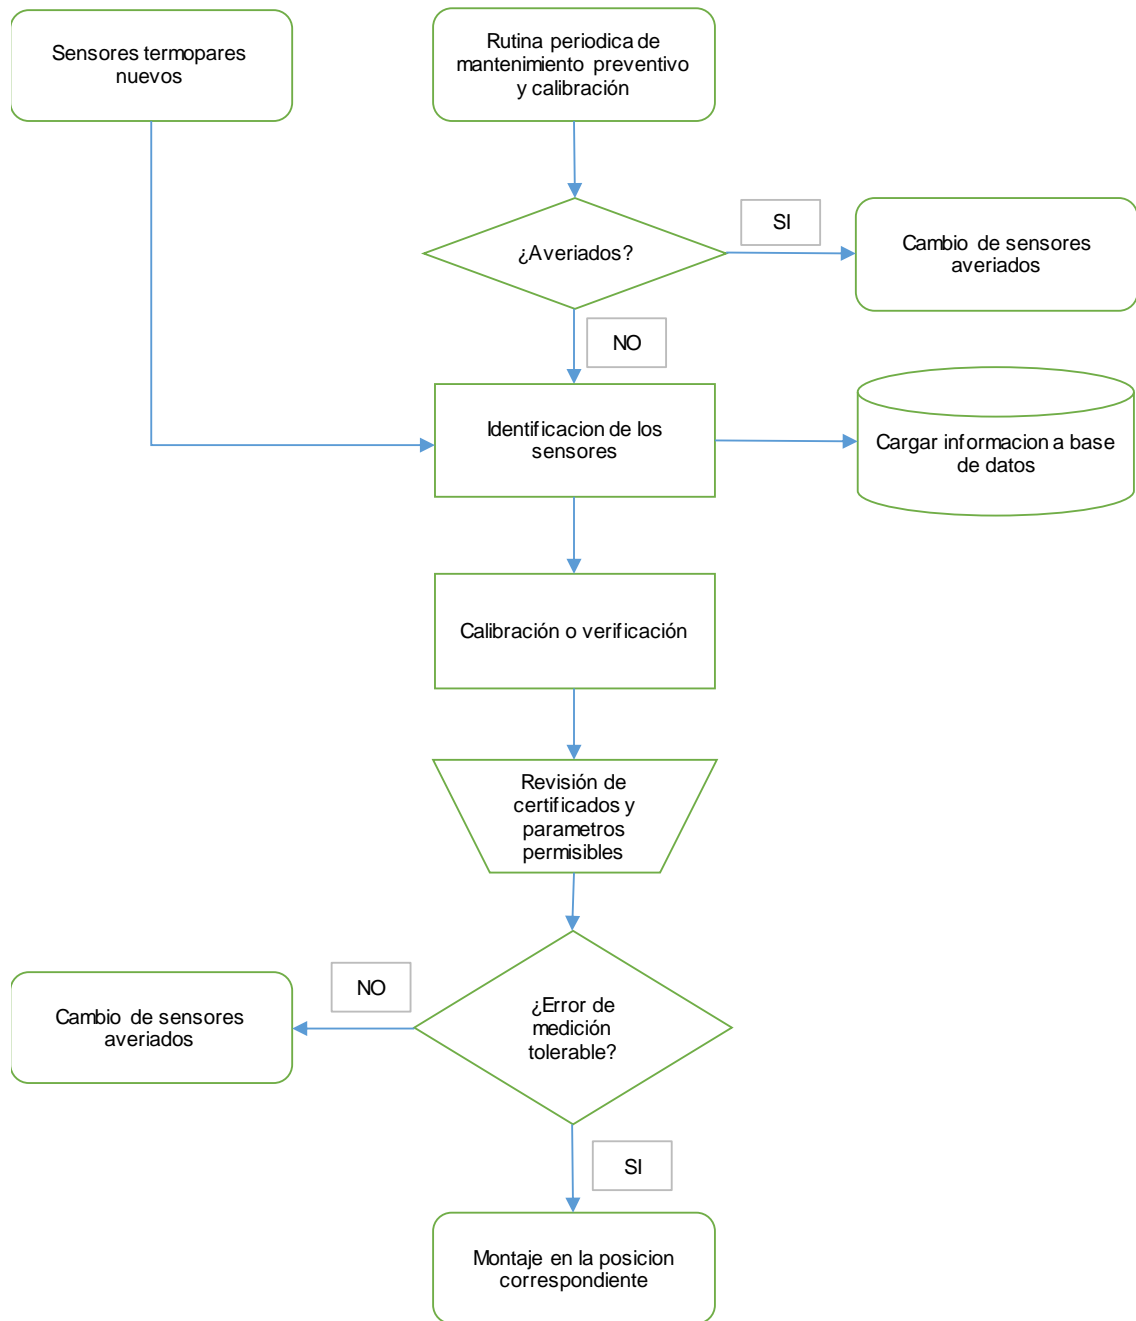 Sensores termopares
nuevos
Rutina periodica de
mantenimiento preventivo
y calibración
¿Averiados?
SI
Cambio de sensores
averiados
NO
Identificacion de los
sensores
Cargar informacion a base
de datos
Calibración o verificación
Revisión de
certificados y
parametros
permisibles
¿Error de
medición
tolerable?
NO
Cambio de sensores
averiados
SI
Montaje en la posicion
correspondiente